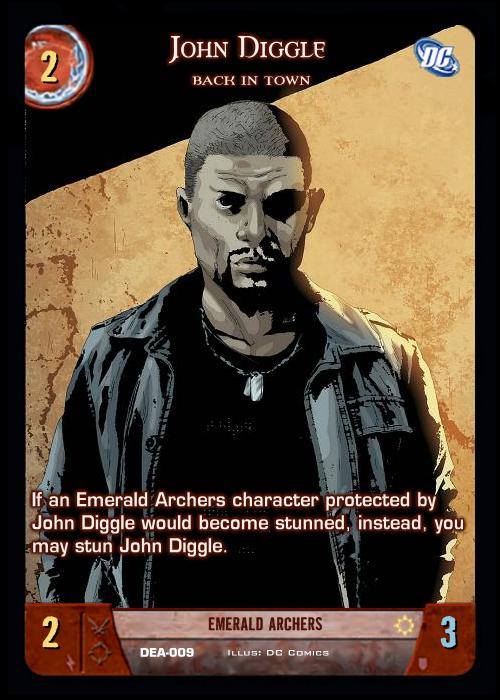 2
JOHN DIGGLE
BACK IN TOWN
DC
If an Emerald Archers character protected by
John Diggle would become stunned, instead, you
may stun John Diggle.
2
EMERALD ARCHERS
3
DEA-009 ILLUS: DC COMICS